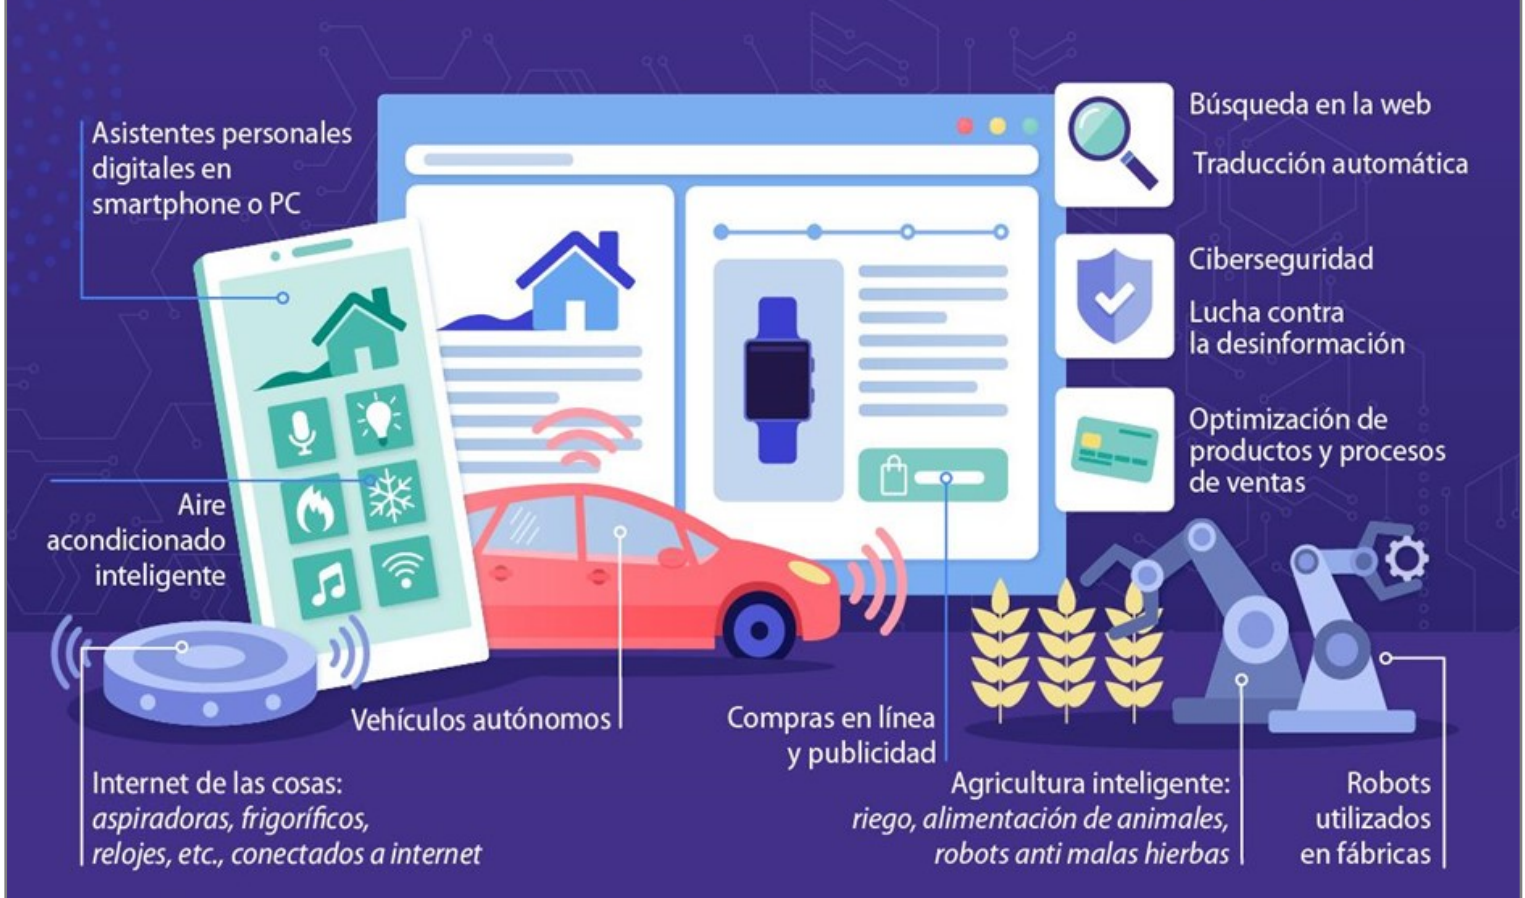 Asistentes personales
digitales en
smartphone o PC
Búsqueda en la web
Traducción automática
Ciberseguridad
Lucha contra
la desinformación
Optimización de
productos y procesos
de ventas
Aire
acondicionado
inteligente
Vehículos autónomos
Compras en línea
y publicidad
Internet de las cosas:
aspiradoras, frigoríficos,
relojes, etc., conectados a internet
Agricultura inteligente:
riego, alimentación de animales,
robots anti malas hierbas
Robots
utilizados
en fábricas